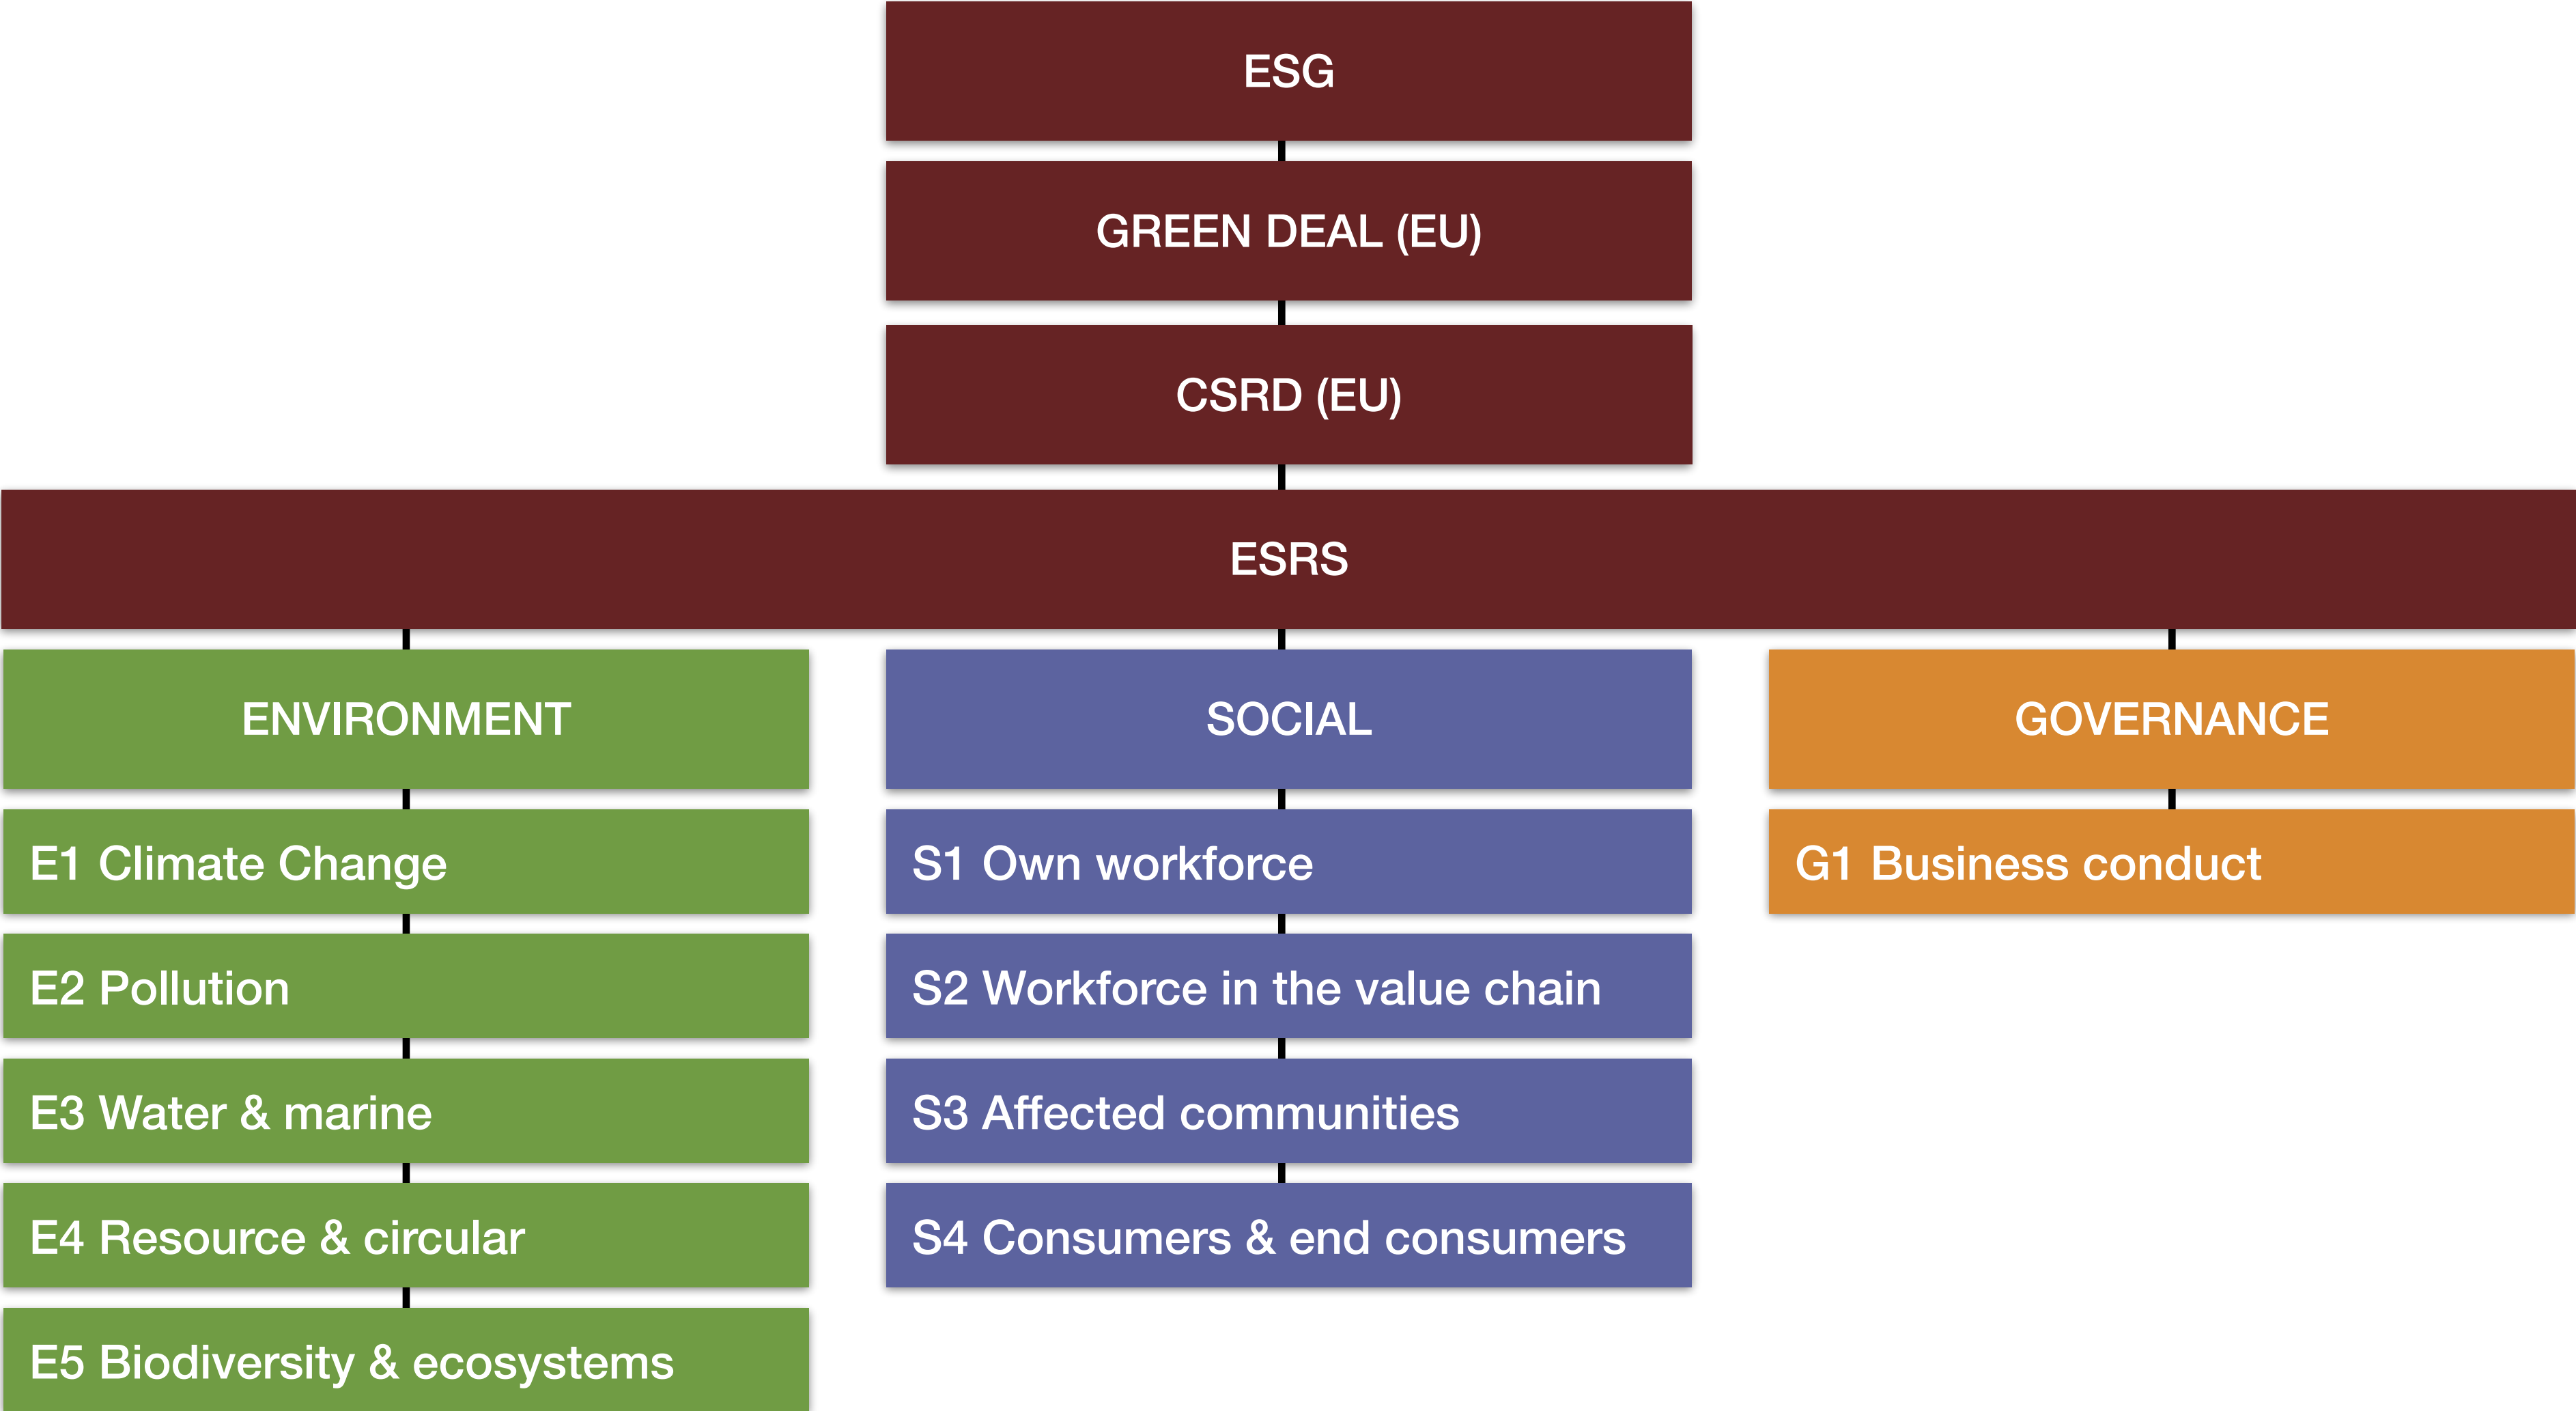 ESG
GREEN DEAL (EU)
CSRD (EU)
ESRS
ENVIRONMENT
E1 Climate Change
E2 Pollution
E3 Water & marine
E4 Resource & circular
E5 Biodiversity & ecosystems
SOCIAL
S1 Own workforce
S2 Workforce in the value chain
S3 Affected communities
S4 Consumers & end consumers
GOVERNANCE
G1 Business conduct